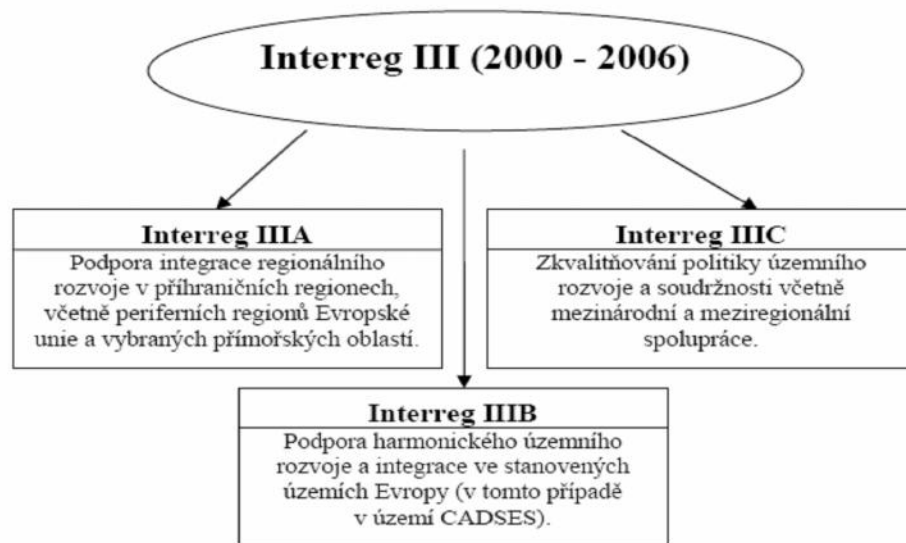 Interreg III (2000 - 2006)
Interreg IIIA
Podpora integrace regionálního
rozvoje v příhraničních regionech,
včetně periferních regionů Evropské
unie a vybraných přímořských oblastí.
Interreg IIIC
Zkvalitňování politiky územního
rozvoje a soudržnosti včetně
mezinárodní a meziregionální
spolupráce.
Interreg IIIB
Podpora harmonického územního
rozvoje a integrace ve stanovených
územích Evropy (v tomto případě
v území CADSES).